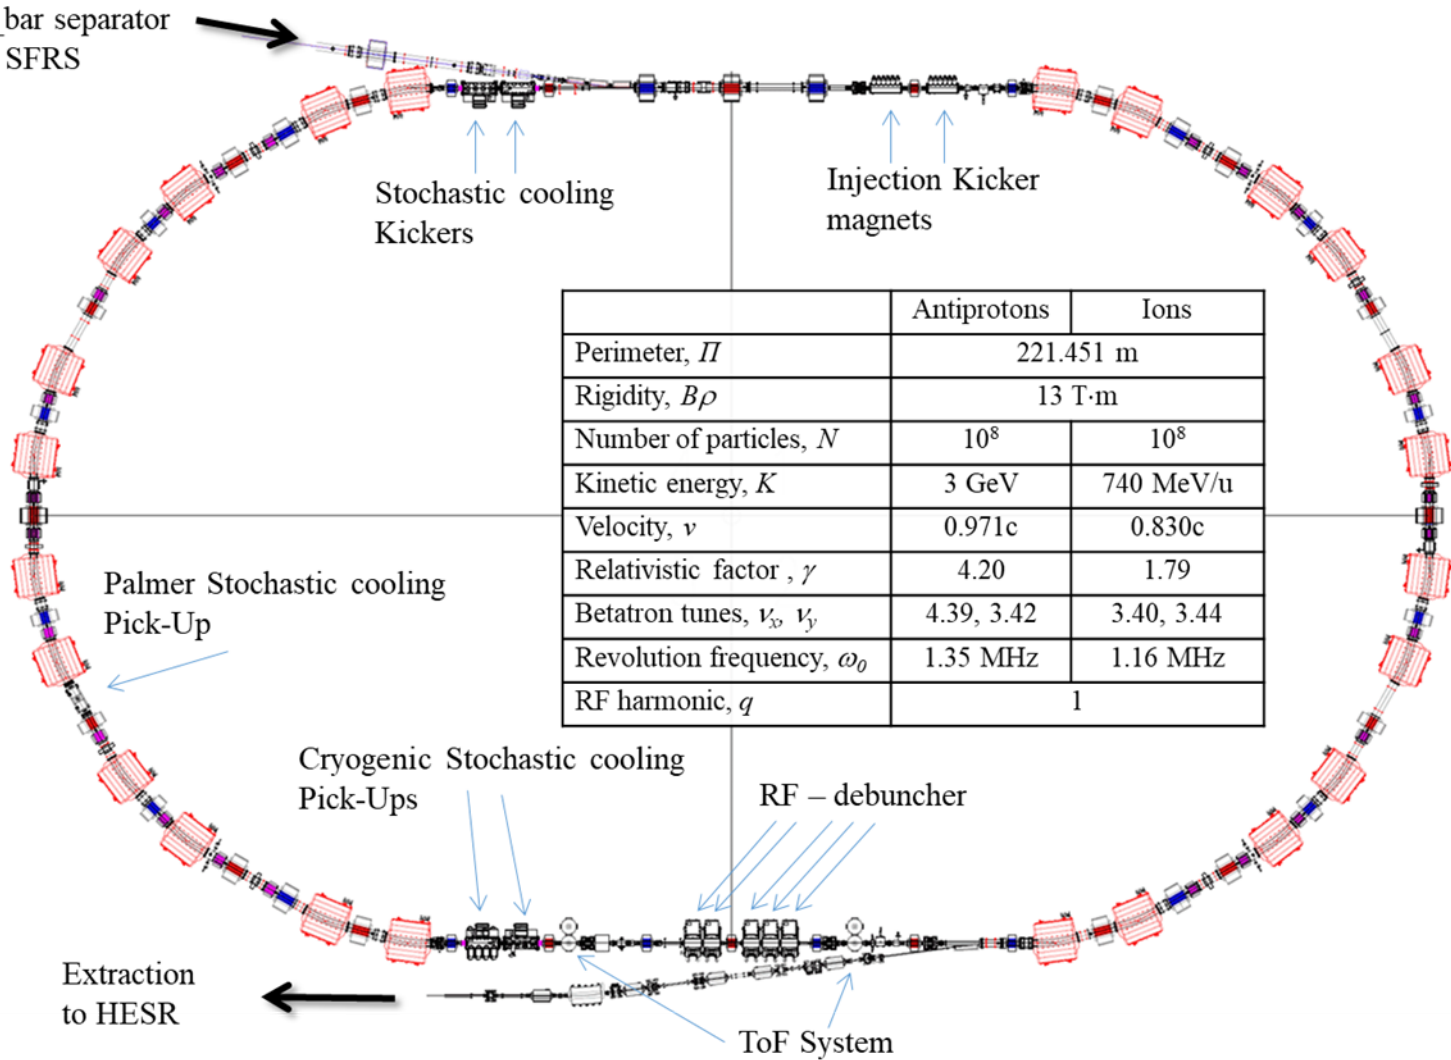 bar separator
SFRS
Stochastic cooling
Kickers
Injection Kicker
magnets
Antiprotons Ions
Perimeter, Π 221.451 m
Rigidity, Bρ 13 T·m
Number of particles, N 10⁸ 10⁸
Kinetic energy, K 3 GeV 740 MeV/u
Velocity, v 0.971c 0.830c
Relativistic factor , γ 4.20 1.79
Betatron tunes, νₓ, νᵧ 4.39, 3.42 3.40, 3.44
Revolution frequency, ω₀ 1.35 MHz 1.16 MHz
RF harmonic, q 1
Palmer Stochastic cooling
Pick-Up
Cryogenic Stochastic cooling
Pick-Ups
RF – debuncher
Extraction
to HESR
ToF System